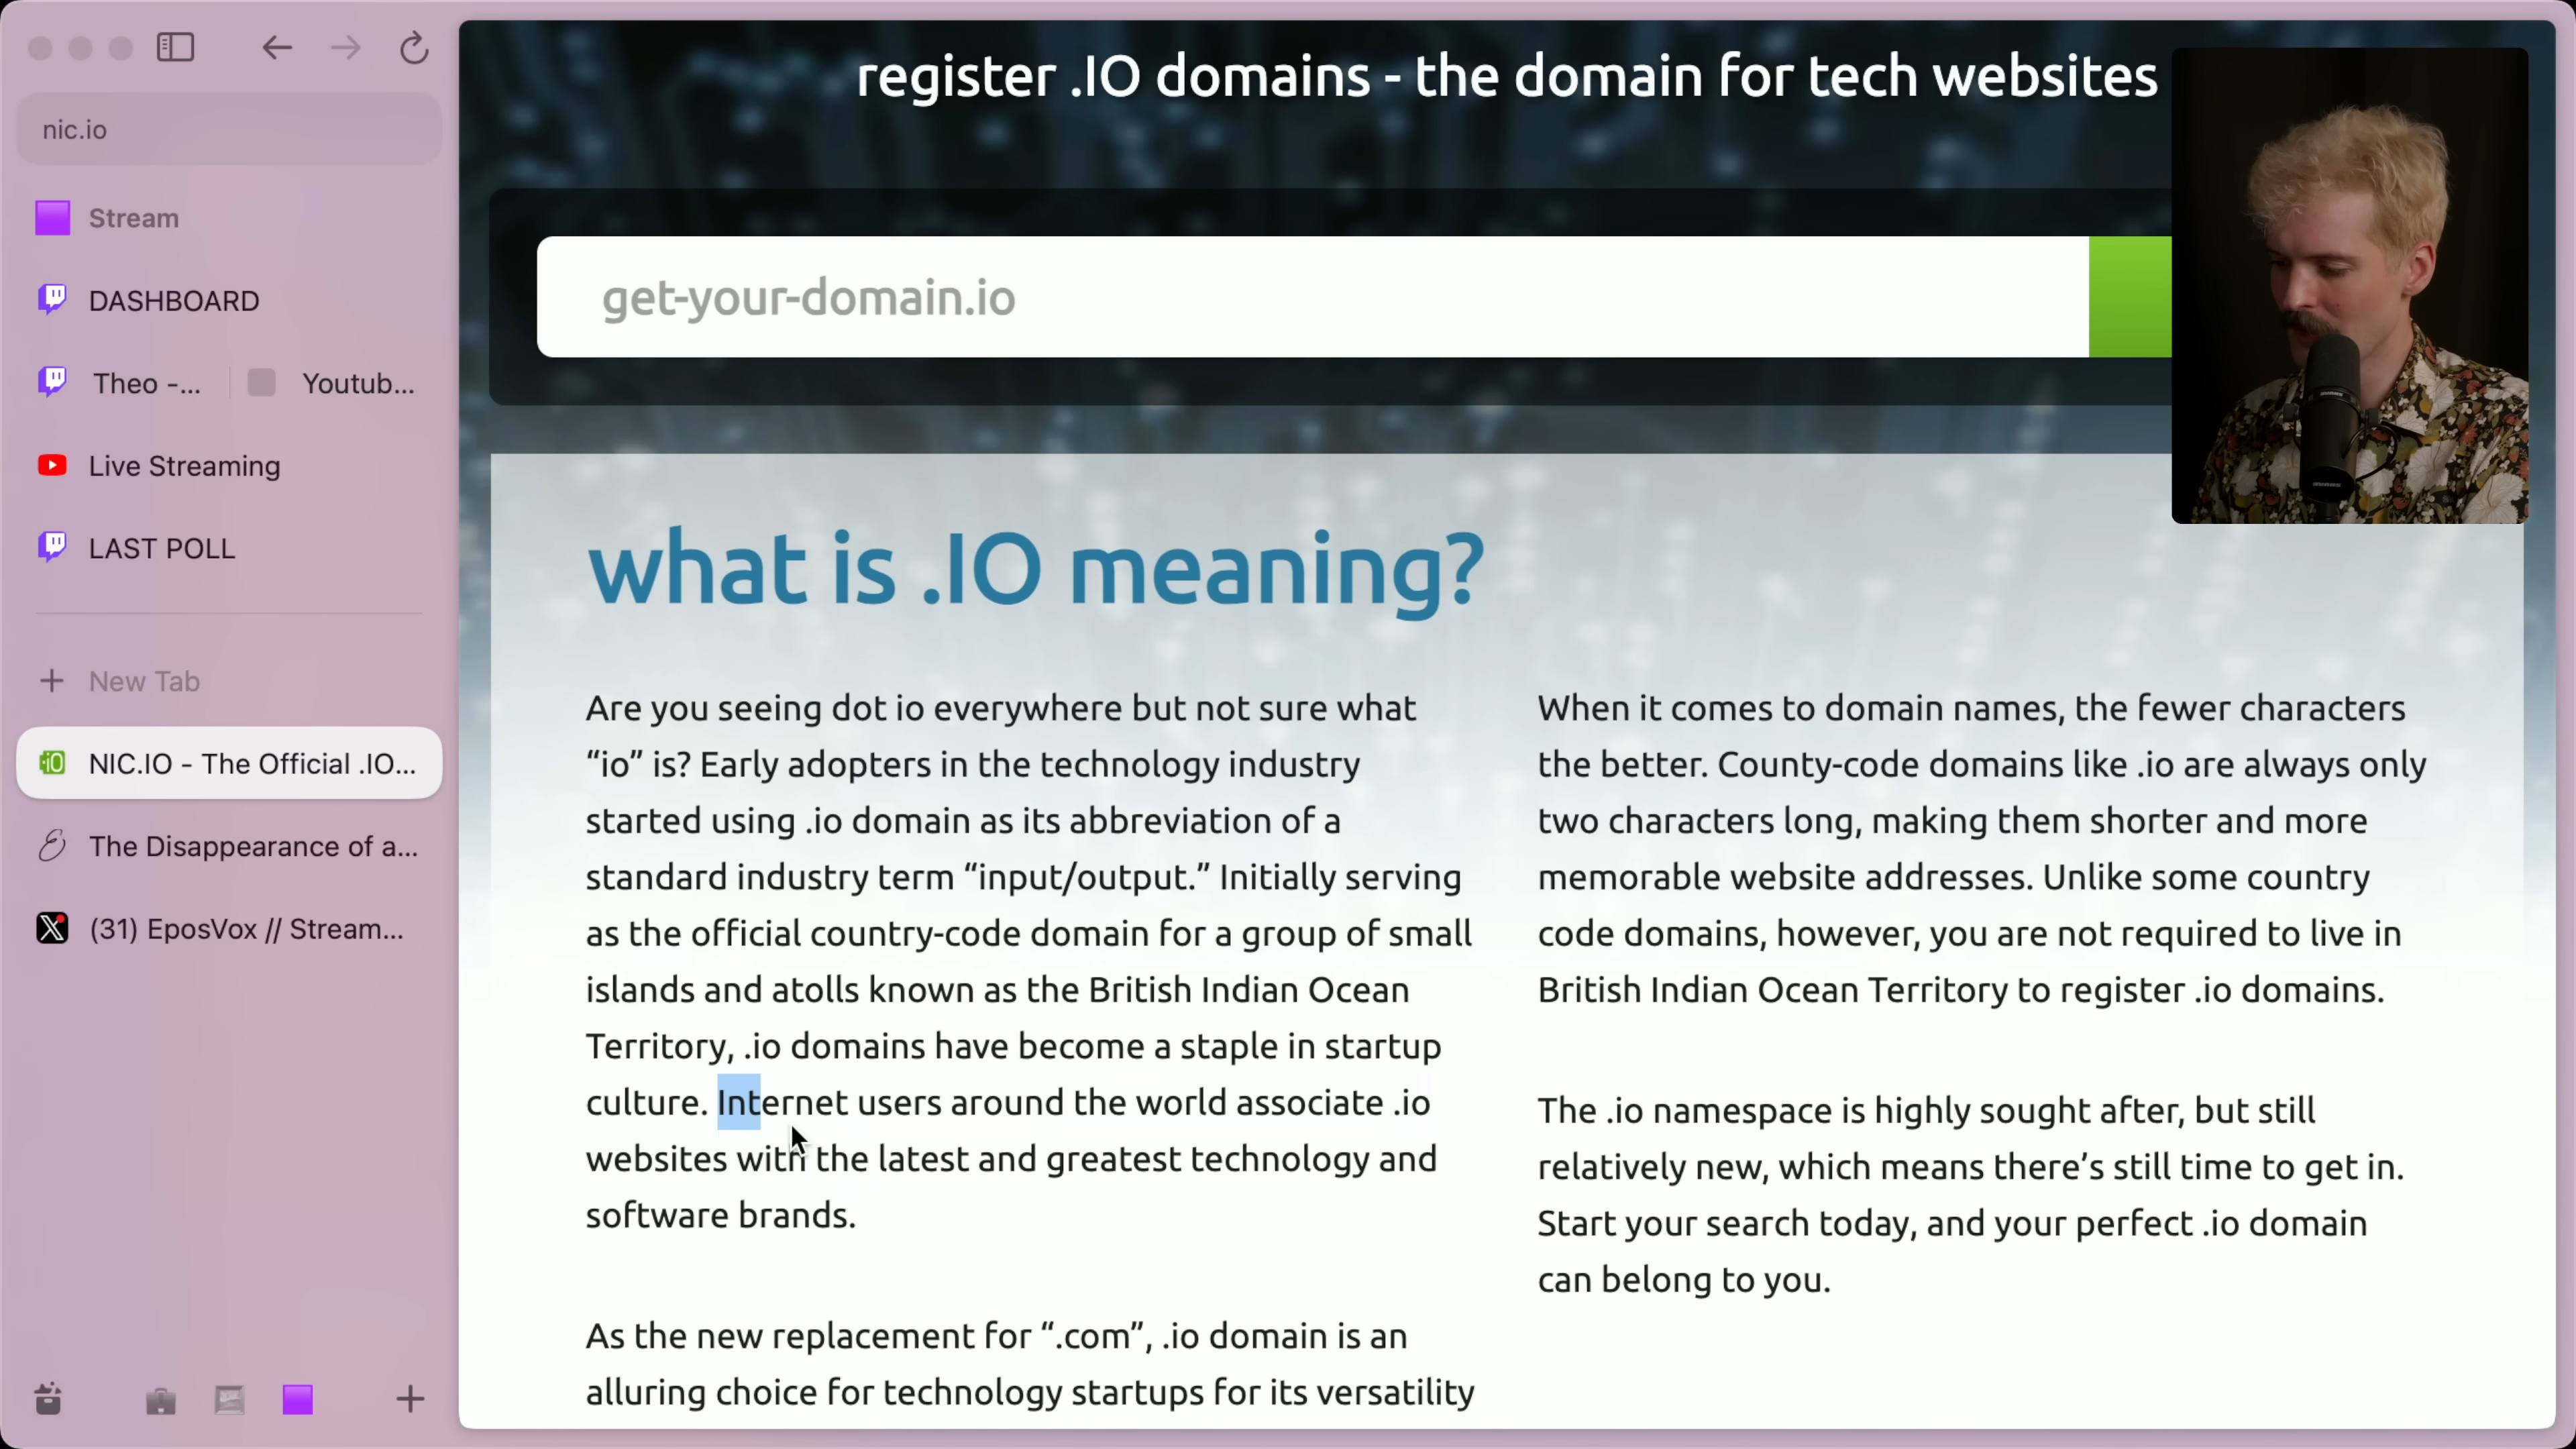 nic.io
Stream
DASHBOARD
Theo -...
Youtub...
Live Streaming
LAST POLL
New Tab
NIC.IO - The Official .IO...
The Disappearance of a...
(31) EposVox // Stream...
register .IO domains - the domain for tech websites
get-your-domain.io
what is .IO meaning?
Are you seeing dot io everywhere but not sure what
“io” is? Early adopters in the technology industry
started using .io domain as its abbreviation of a
standard industry term “input/output.” Initially serving
as the official country-code domain for a group of small
islands and atolls known as the British Indian Ocean
Territory, .io domains have become a staple in startup
culture. Internet users around the world associate .io
websites with the latest and greatest technology and
software brands.
As the new replacement for “.com”, .io domain is an
alluring choice for technology startups for its versatility
When it comes to domain names, the fewer characters
the better. County-code domains like .io are always only
two characters long, making them shorter and more
memorable website addresses. Unlike some country
code domains, however, you are not required to live in
British Indian Ocean Territory to register .io domains.
The .io namespace is highly sought after, but still
relatively new, which means there’s still time to get in.
Start your search today, and your perfect .io domain
can belong to you.